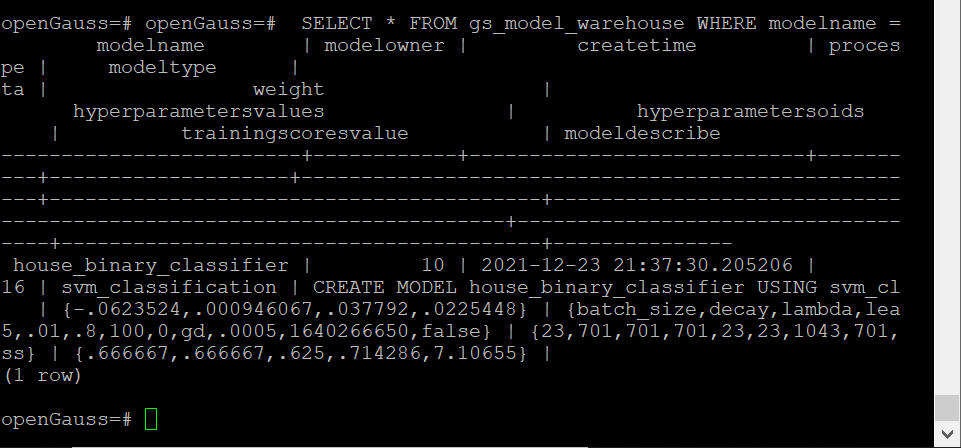 openGauss=# openGauss=#  SELECT * FROM gs_model_warehouse WHERE modelname =
        modelname        | modelowner |         createtime         | proces
pe |     modeltype      |
ta |                 weight                  |
      hyperparametersvalues               |          hyperparametersoids
    |          trainingscoresvalue           | modeldescribe
-------------------------+------------+----------------------------+-------
---+--------------------+--------------------------------------------------
---+-----------------------------------------+-----------------------------
------------------------------------------+--------------------------------
----+----------------------------------------+---------------
 house_binary_classifier |         10 | 2021-12-23 21:37:30.205206 |
16 | svm_classification | CREATE MODEL house_binary_classifier USING svm_cl
   | {-.0623524,.000946067,.037792,.0225448} | {batch_size,decay,lambda,lea
5,.01,.8,100,0,gd,.0005,1640266650,false} | {23,701,701,701,23,23,1043,701,
ss} | {.666667,.666667,.625,.714286,7.10655} |
(1 row)
openGauss=#